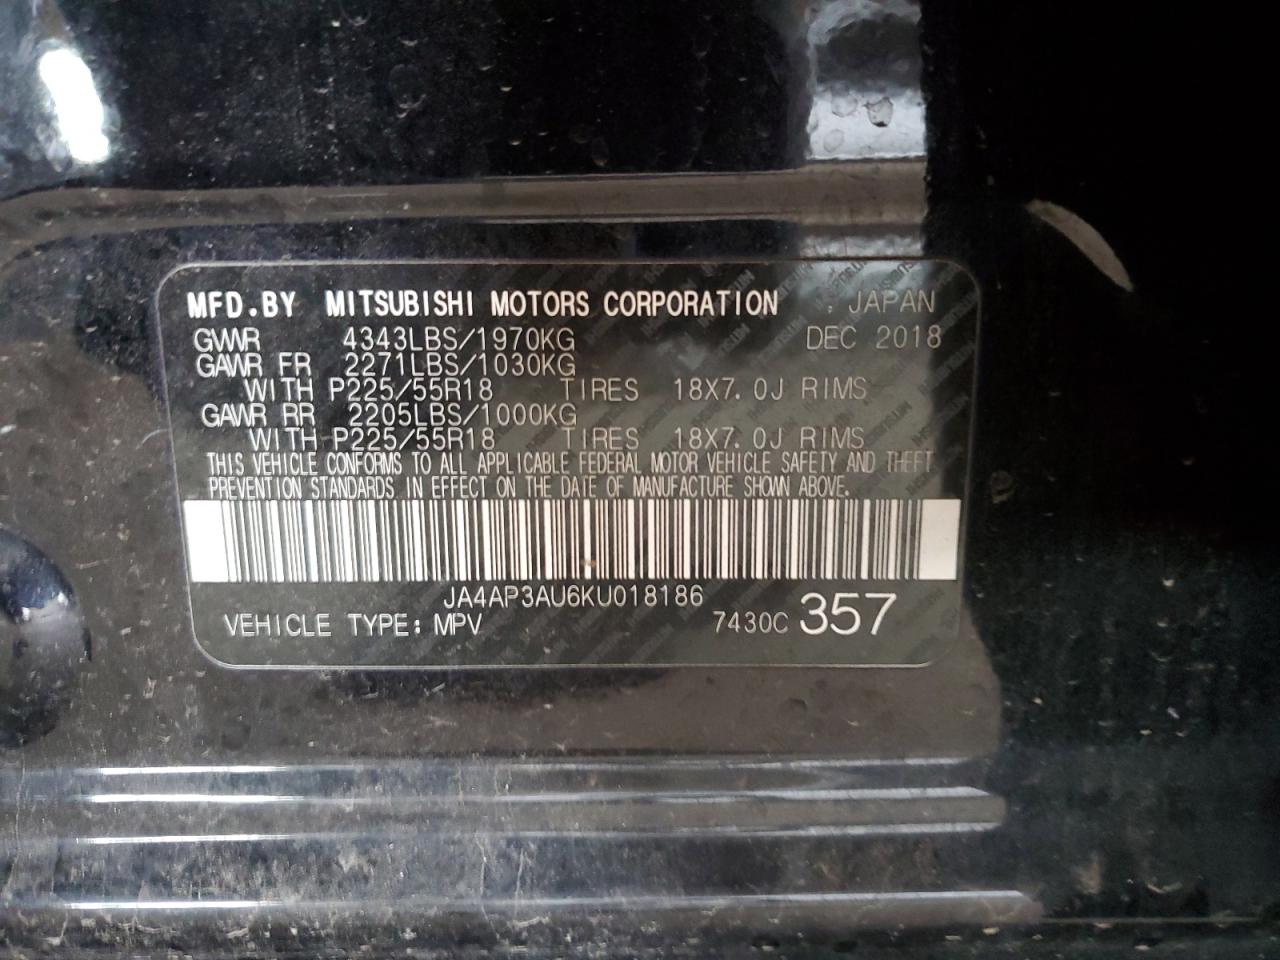 MFD.BY MITSUBISHI MOTORS CORPORATION : JAPAN
GVWR 4343LBS/1970KG DEC 2018
GAWR FR 2271LBS/1030KG
WITH P225/55R18 TIRES 18X7.0J RIMS
GAWR RR 2205LBS/1000KG
WITH P225/55R18 TIRES 18X7.0J RIMS
THIS VEHICLE CONFORMS TO ALL APPLICABLE FEDERAL MOTOR VEHICLE SAFETY AND THEFT
PREVENTION STANDARDS IN EFFECT ON THE DATE OF MANUFACTURE SHOWN ABOVE.
JA4AP3AU6KU018186
VEHICLE TYPE: MPV 7430C 357